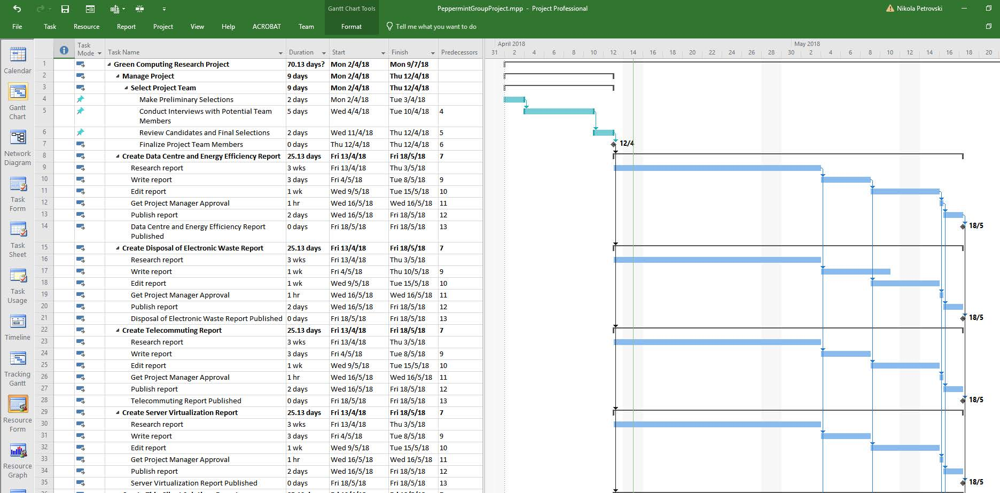 Gantt Chart Tools
PeppermintGroupProject.mpp - Project Professional
Nikola Petrovski
File Task Resource Report Project View Help ACROBAT Team Format Tell me what you want to do
Calendar
Gantt
Chart
Network
Diagram
Task
Form
Task
Sheet
Task
Usage
Timeline
Tracking
Gantt
Resource
Form
Resource
Graph
Task
Mode Task Name Duration Start Finish Predecessors
April 2018 May 2018
31 2 4 6 8 10 12 14 16 18 20 22 24 26 28 30 2 4 6 8 10 12 14 16 18 20
1 Green Computing Research Project 70.13 days? Mon 2/4/18 Mon 9/7/18
2 Manage Project 9 days Mon 2/4/18 Thu 12/4/18
3 Select Project Team 9 days Mon 2/4/18 Thu 12/4/18
4 Make Preliminary Selections 2 days Mon 2/4/18 Tue 3/4/18
5 Conduct Interviews with Potential Team 5 days Wed 4/4/18 Tue 10/4/18 4
Members
6 Review Candidates and Final Selections 2 days Wed 11/4/18 Thu 12/4/18 5
7 Finalize Project Team Members 0 days Thu 12/4/18 Thu 12/4/18 6 12/4
8 Create Data Centre and Energy Efficiency Report 25.13 days Fri 13/4/18 Fri 18/5/18 7
9 Research report 3 wks Fri 13/4/18 Thu 3/5/18
10 Write report 3 days Fri 4/5/18 Tue 8/5/18 9
11 Edit report 1 wk Wed 9/5/18 Tue 15/5/18 10
12 Get Project Manager Approval 1 hr Wed 16/5/18 Wed 16/5/18 11
13 Publish report 2 days Wed 16/5/18 Fri 18/5/18 12
14 Data Centre and Energy Efficiency Report 0 days Fri 18/5/18 Fri 18/5/18 13 18/5
Published
15 Create Disposal of Electronic Waste Report 25.13 days Fri 13/4/18 Fri 18/5/18 7
16 Research report 3 wks Fri 13/4/18 Thu 3/5/18
17 Write report 1 wk Fri 4/5/18 Thu 10/5/18 9
18 Edit report 1 wk Wed 9/5/18 Tue 15/5/18 10
19 Get Project Manager Approval 1 hr Wed 16/5/18 Wed 16/5/18 11
20 Publish report 2 days Wed 16/5/18 Fri 18/5/18 12
21 Disposal of Electronic Waste Report Published 0 days Fri 18/5/18 Fri 18/5/18 13 18/5
22 Create Telecommuting Report 25.13 days Fri 13/4/18 Fri 18/5/18 7
23 Research report 3 wks Fri 13/4/18 Thu 3/5/18
24 Write report 3 days Fri 4/5/18 Tue 8/5/18 9
25 Edit report 1 wk Wed 9/5/18 Tue 15/5/18 10
26 Get Project Manager Approval 1 hr Wed 16/5/18 Wed 16/5/18 11
27 Publish report 2 days Wed 16/5/18 Fri 18/5/18 12
28 Telecommuting Report Published 0 days Fri 18/5/18 Fri 18/5/18 13 18/5
29 Create Server Virtualization Report 25.13 days Fri 13/4/18 Fri 18/5/18 7
30 Research report 3 wks Fri 13/4/18 Thu 3/5/18
31 Write report 3 days Fri 4/5/18 Tue 8/5/18 9
32 Edit report 1 wk Wed 9/5/18 Tue 15/5/18 10
33 Get Project Manager Approval 1 hr Wed 16/5/18 Wed 16/5/18 11
34 Publish report 2 days Wed 16/5/18 Fri 18/5/18 12
35 Server Virtualization Report Published 0 days Fri 18/5/18 Fri 18/5/18 13 18/5